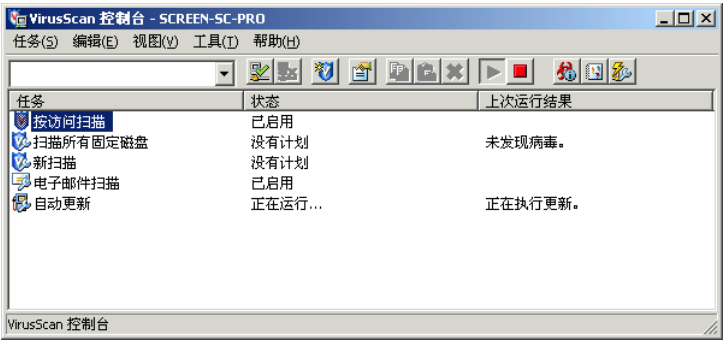 VirusScan 控制台 - SCREEN-SC-PRO
任务(S) 编辑(E) 视图(V) 工具(T) 帮助(H)
任务 状态 上次运行结果
按访问扫描 已启用
扫描所有固定磁盘 没有计划 未发现病毒。
新扫描 没有计划
电子邮件扫描 已启用
自动更新 正在运行... 正在执行更新。
VirusScan 控制台